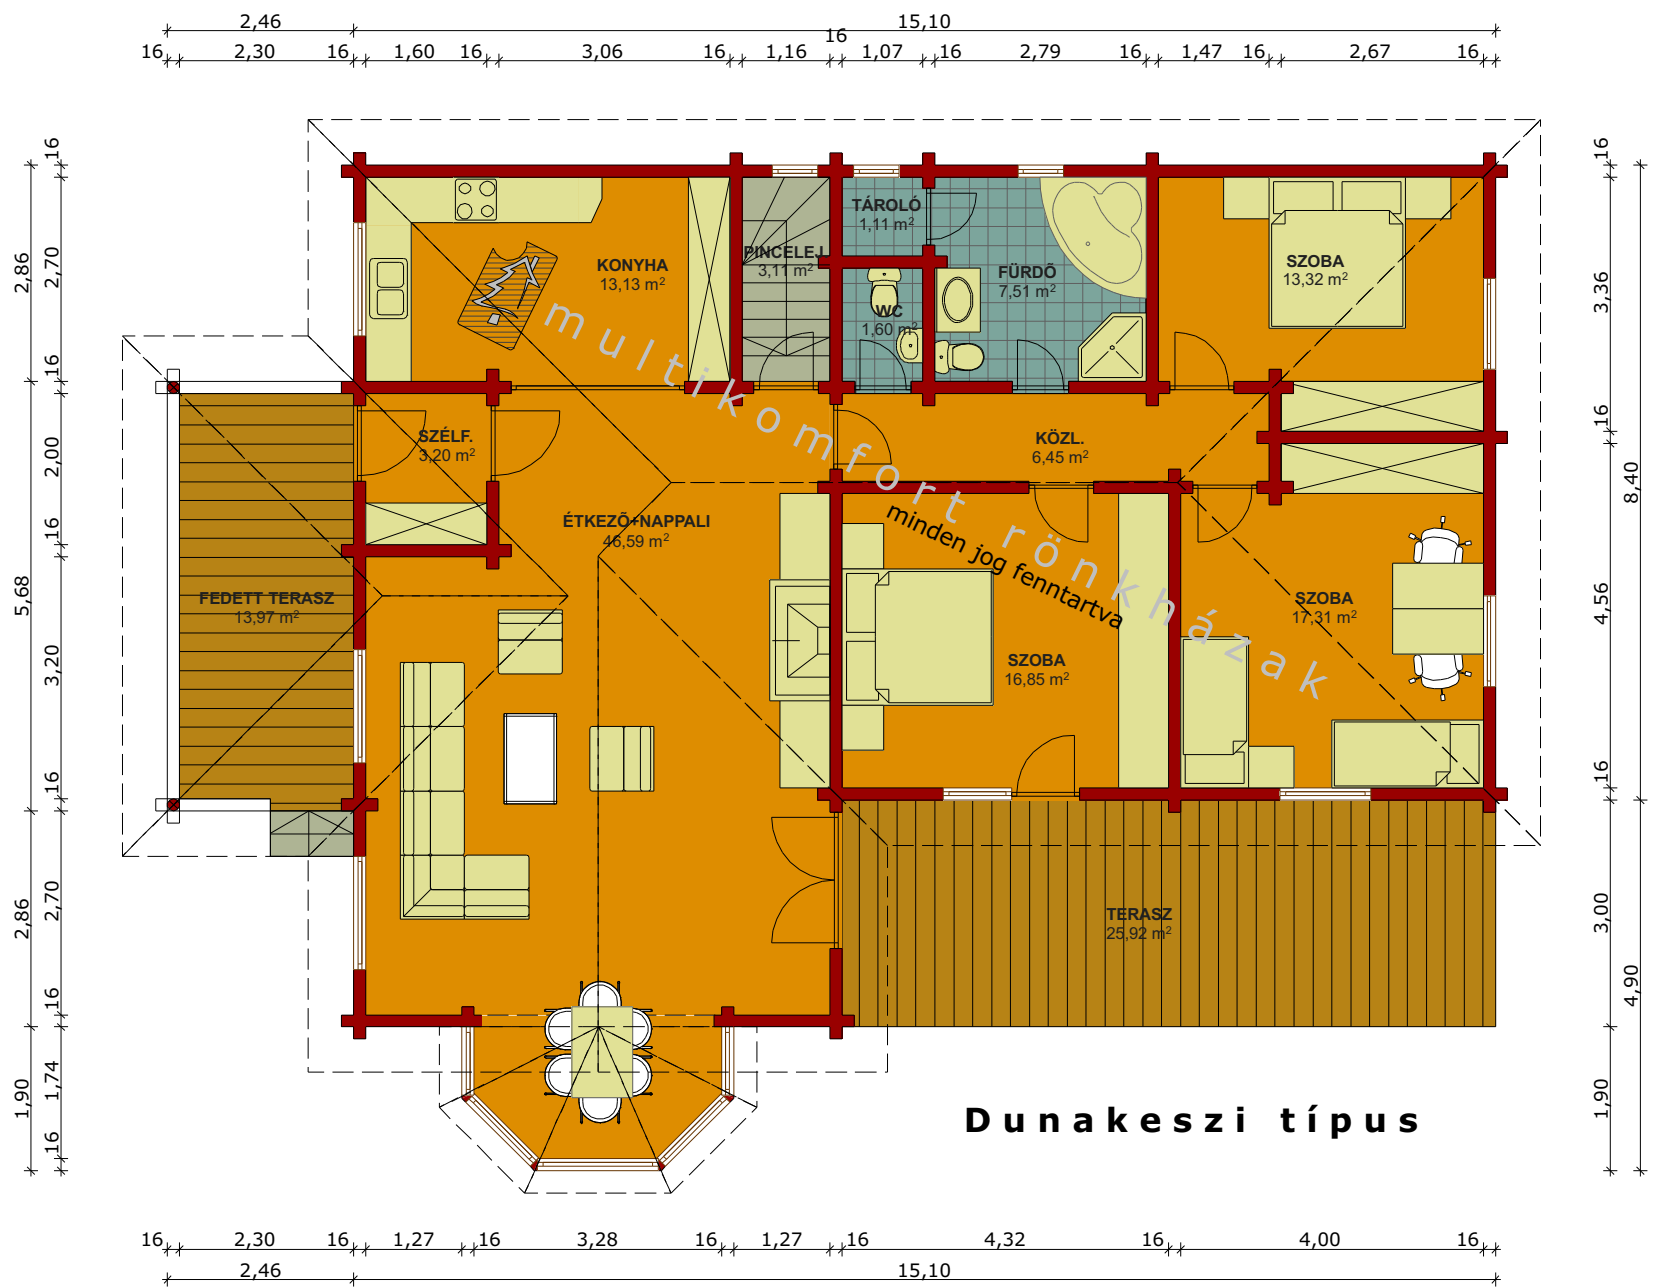 2,46 15,10
16 2,30 16 1,60 16 3,06 16 1,16 16 1,07 16 2,79 16 1,47 16 2,67 16
16 2,70 16 2,00 16 3,20 16 2,70 16 1,74 16
2,86 5,68 2,86 1,90
KONYHA
13,13 m²
PINCELEJ.
3,11 m²
TÁROLÓ
1,11 m²
WC
1,60 m²
FÜRDÕ
7,51 m²
SZOBA
13,32 m²
SZÉLF.
3,20 m²
KÖZL.
6,45 m²
ÉTKEZÕ+NAPPALI
46,59 m²
FEDETT TERASZ
13,97 m²
SZOBA
16,85 m²
SZOBA
17,31 m²
TERASZ
25,92 m²
multikomfort rönkházak
minden jog fenntartva
Dunakeszi típus
16 3,36 16 4,56 16 3,00 1,90
8,40 4,90
16 2,30 16 1,27 16 3,28 16 1,27 16 4,32 16 4,00 16
2,46 15,10